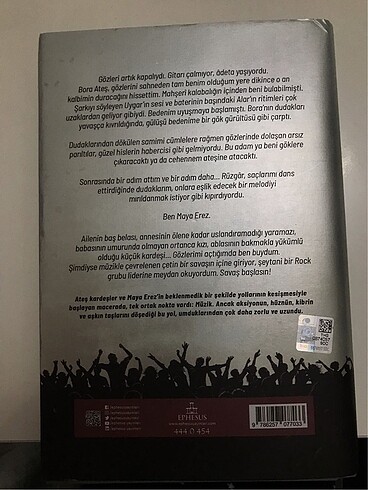 Gözleri artık kapalıydı. Gitarı çalmıyor, âdeta yaşıyordu.
Bora Ateş, gözlerini sahneden tam benim olduğum yere dikince o an
kalbimin duracağını hissettim. Mahşeri kalabalığın içinden beni bulabilmişti.
Şarkıyı söyleyen Uygar'ın sesi ve baterinin başındaki Alar'ın ritimleri çok
uzaklardan geliyor gibiydi. Bedenim uyuşmaya başlamıştı. Bora'nın dudakları
yavaşça kıvrıldığında, gülüşü bedenime bir gök gürültüsü gibi çarptı.
Dudaklarımdan dökülen samimi cümlelere rağmen gözlerinde dolaşan arsız
parıltılar, güzel hislerin habercisi gibi gelmiyordu. Bu adam ya beni göklere
çıkaracaktı ya da cehennem ateşine atacaktı.
Sonrasında bir adım attım ve bir adım daha... Rüzgâr, saçlarımı dans
ettirdiğinde dudaklarım, onlara eşlik edecek bir melodiyi
mırıldanmak istiyor gibi kıpırdıyordu.
Ben Maya Erez.
Ailenin baş belası, annesinin ölene kadar uslandıramadığı yaramazı,
babasının umurunda olmayan ortanca kızı, ablasının bakmakla yükümlü
olduğu küçük kardeşi... Gözlerimi açtığımda ben buydum.
Şimdiyse müzikle çevrelenen çetin bir savaşın içine giriyor, şeytani bir Rock
grubu liderine meydan okuyordum. Savaş başlasın!
Ateş kardeşler ve Maya Erez'in beklenmedik bir şekilde yollarının kesişmesiyle
başlayan macerada, tek ortak nokta vardı: Müzik. Ancak aksiyonun, hüznün, kibrin
ve aşkın taşlarını döşediği bu yol, umduklarından çok daha zorlu ve uzundu.
EPHESUS
444 0 454
9 786257 077033